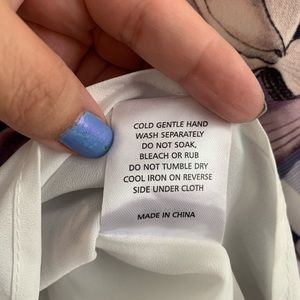 COLD GENTLE HAND
WASH SEPARATELY
DO NOT SOAK,
BLEACH OR RUB
DO NOT TUMBLE DRY
COOL IRON ON REVERSE
SIDE UNDER CLOTH
MADE IN CHINA